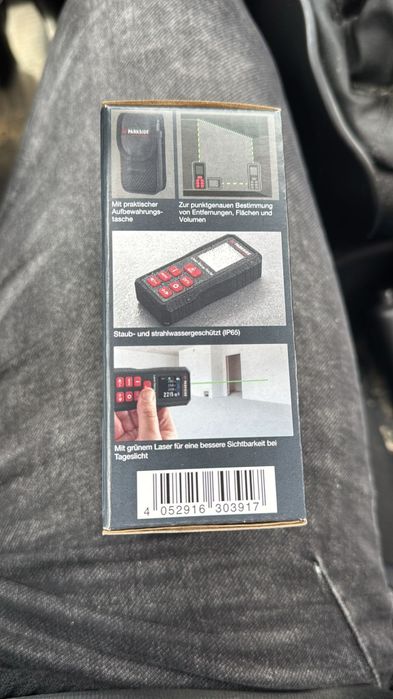 PARKSIDE
Mit praktischer
Aufbewahrungs-
tasche
Zur punktgenauen Bestimmung
von Entfernungen, Flächen und
Volumen
Staub- und strahlwassergeschützt (IP65)
Mit grünem Laser für eine bessere Sichtbarkeit bei
Tageslicht
4 052916 303917